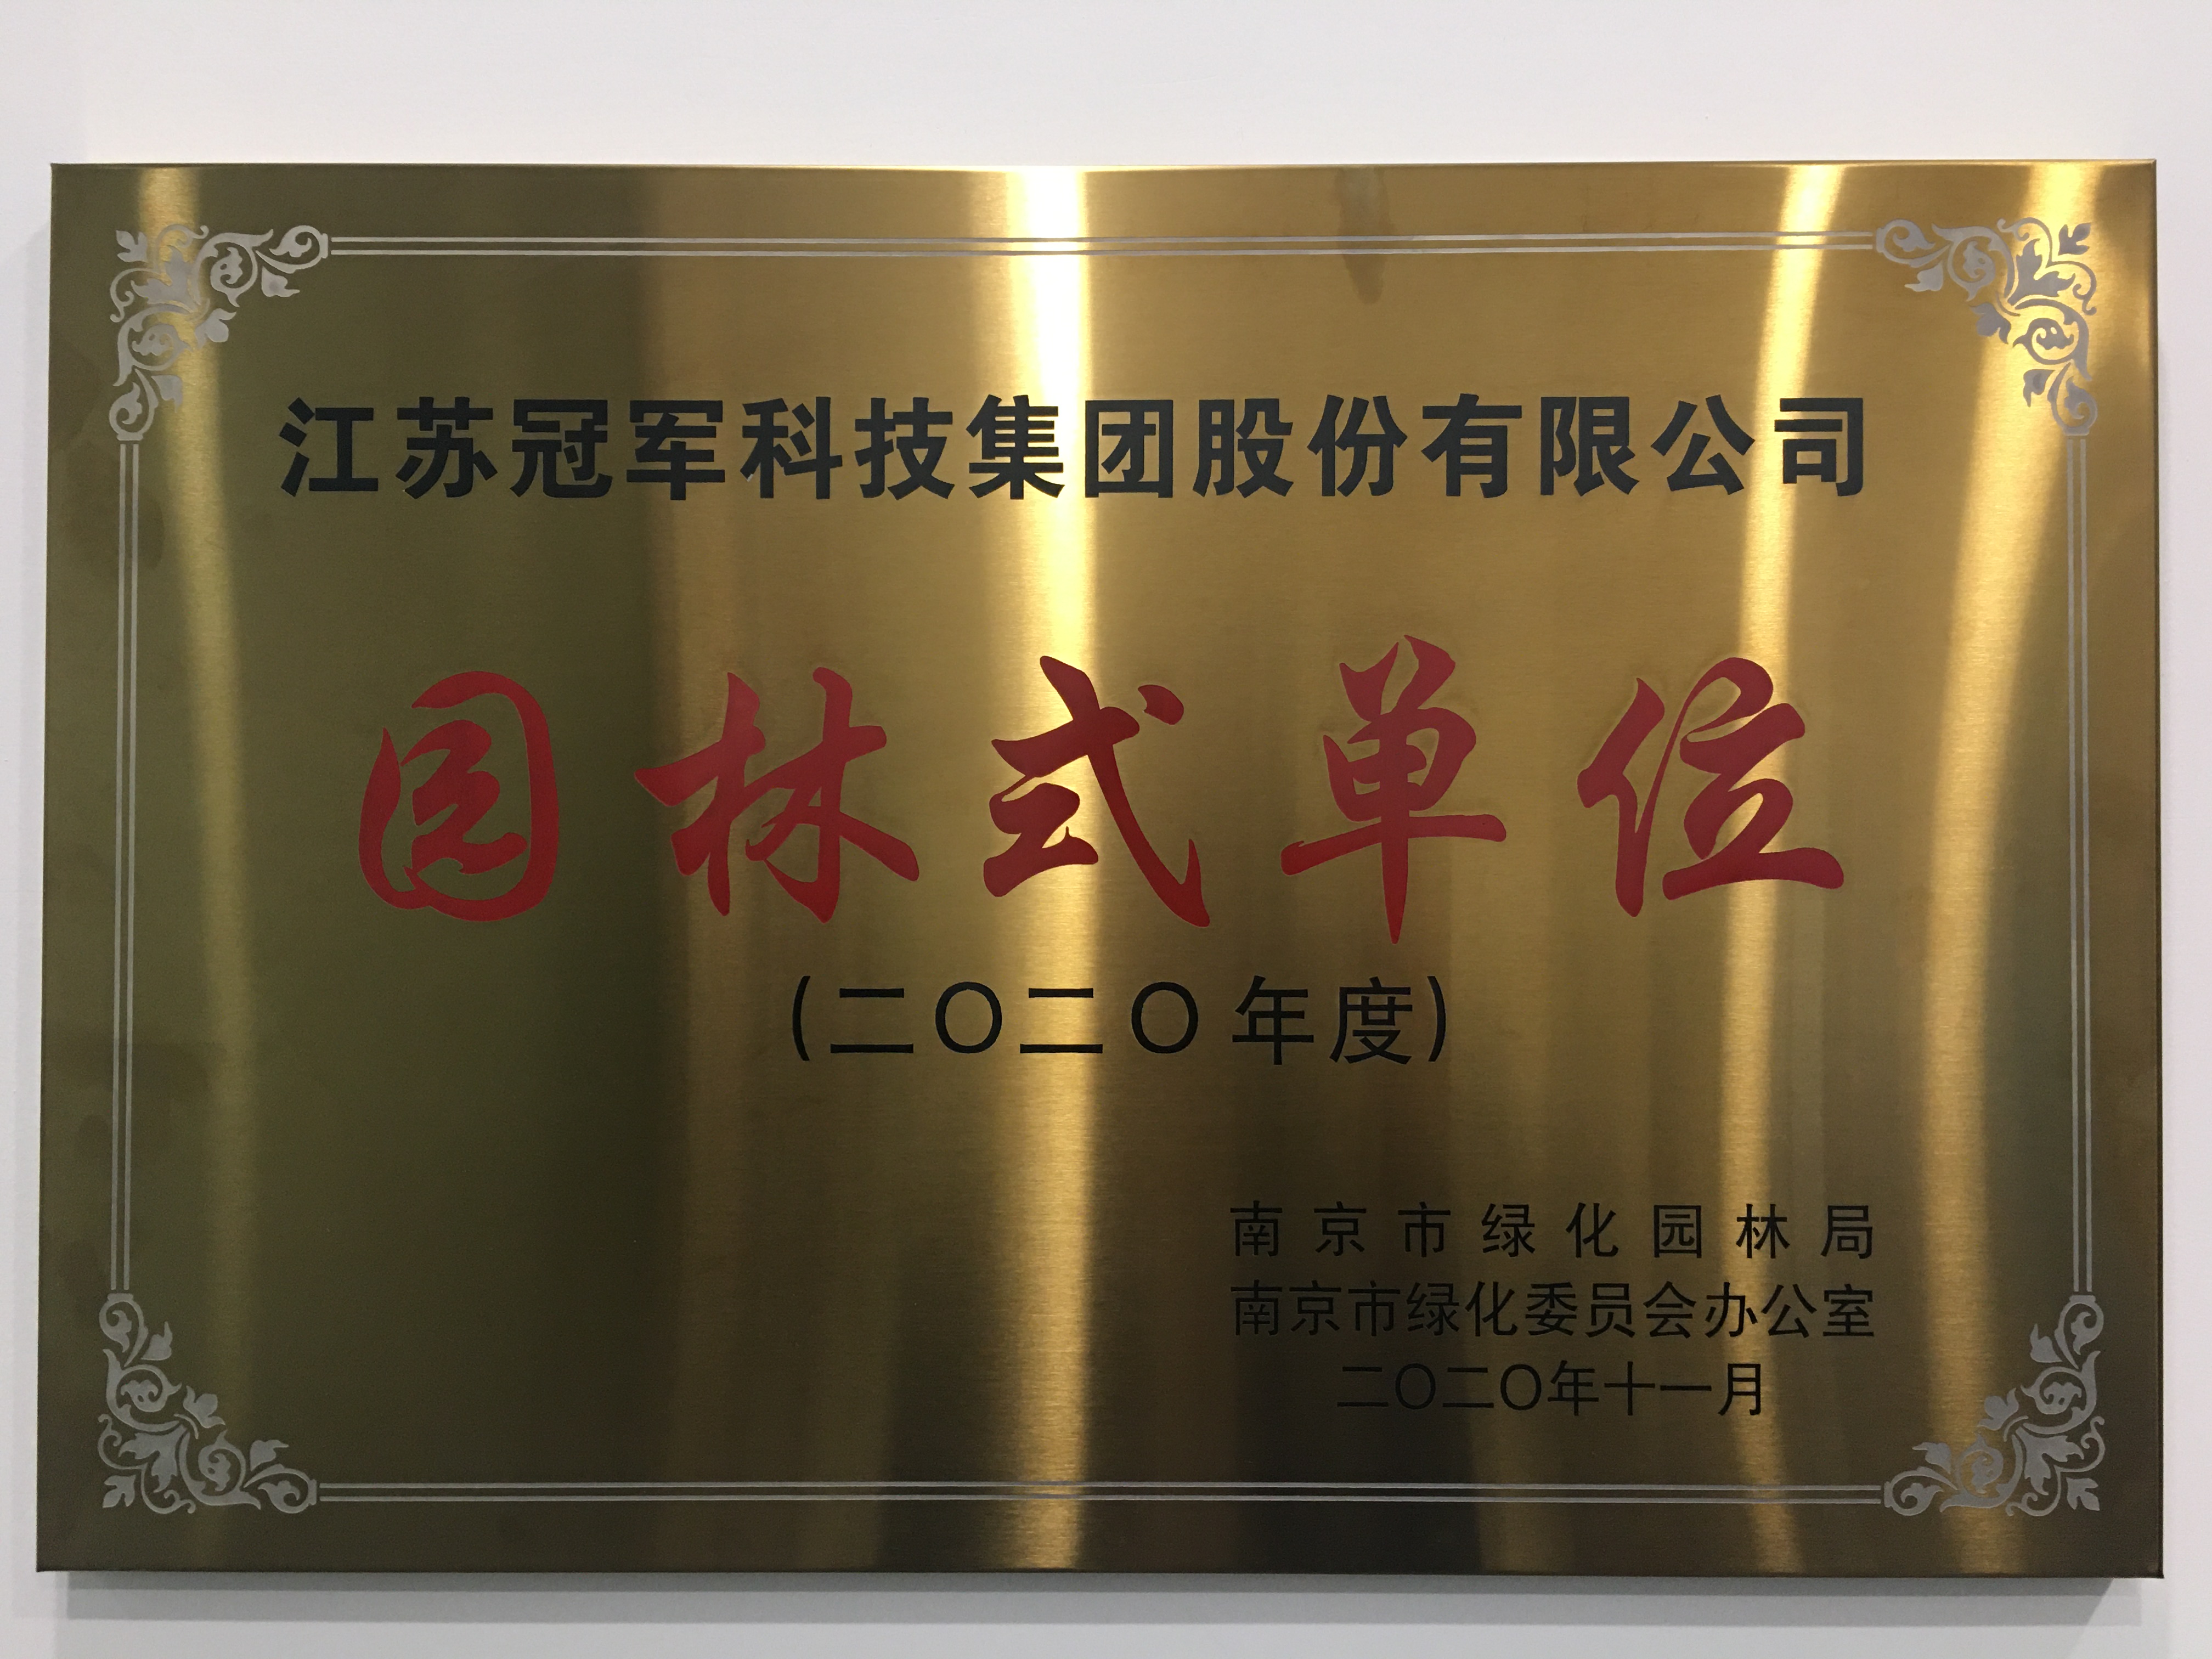 江苏冠军科技集团股份有限公司
园林式单位
(二〇二〇年度)
南京市绿化园林局
南京市绿化委员会办公室
二〇二〇年十一月